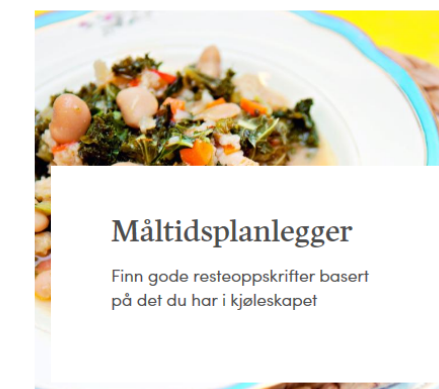 Måltidsplanlegger
Finn gode resteoppskrifter basert
på det du har i kjøleskapet